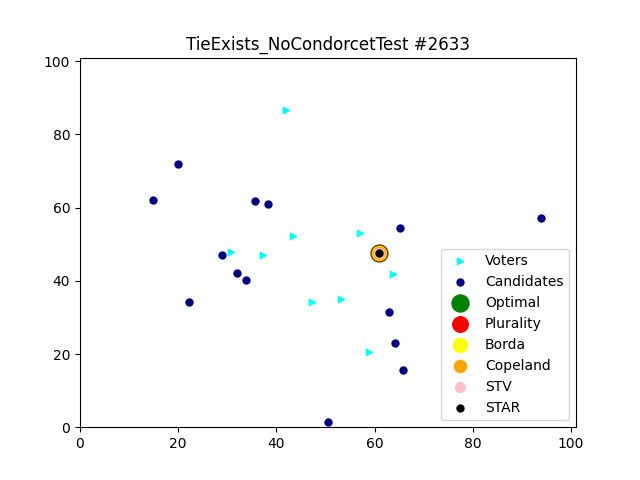 TieExists_NoCondorcetTest #2633
100
80
60
40
20
0
0 20 40 60 80 100
Voters
Candidates
Optimal
Plurality
Borda
Copeland
STV
STAR